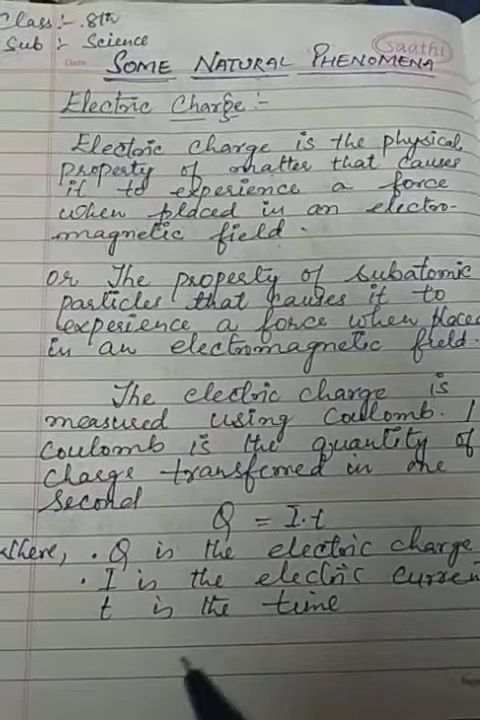 Class:- 8th
Sub :- Science
Saathi
Date
SOME NATURAL PHENOMENA
Electric Charge :-
Electric charge is the physical
property of matter that causes
it to experience a force
when placed in an electro-
magnetic field.
or The property of subatomic
particles that causes it to
experience a force when place
in an electromagnetic field.
The electric charge is
measured using Coulomb. 1
coulomb is the quantity of
charge transferred in one
second
Q = I.t
where, . Q is the electric charge
. I is the electric curren
t is the time